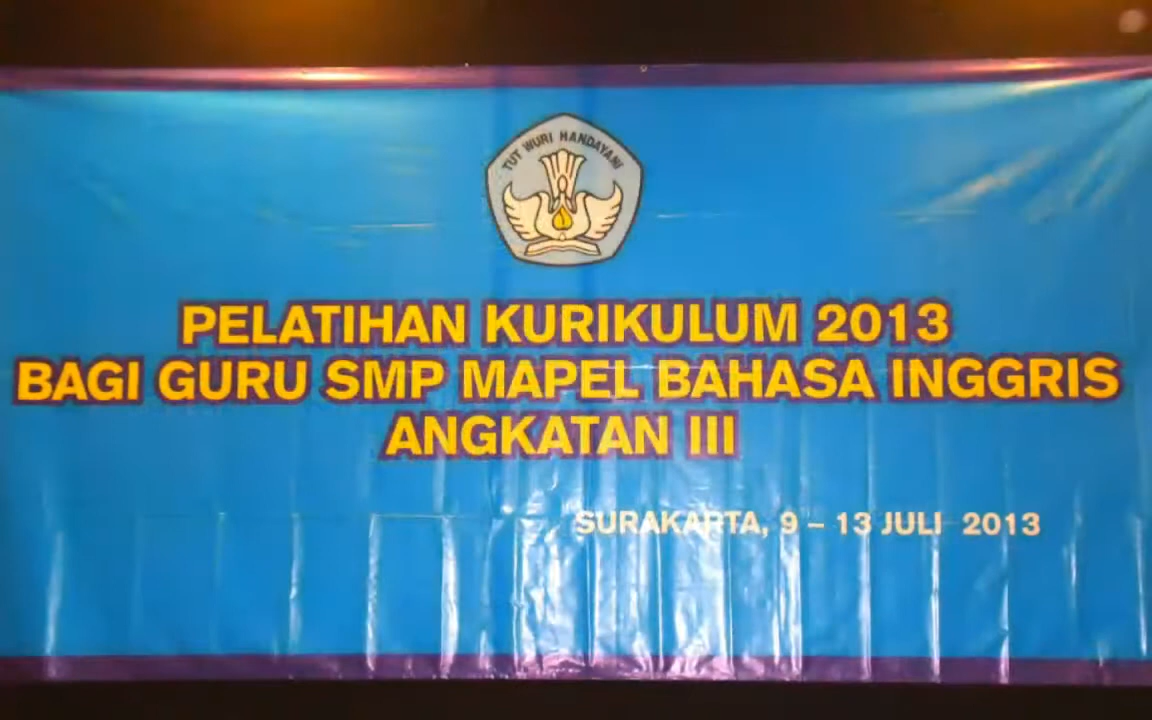 TUT WURI HANDAYANI
PELATIHAN KURIKULUM 2013
BAGI GURU SMP MAPEL BAHASA INGGRIS
ANGKATAN III
SURAKARTA, 9 – 13 JULI 2013